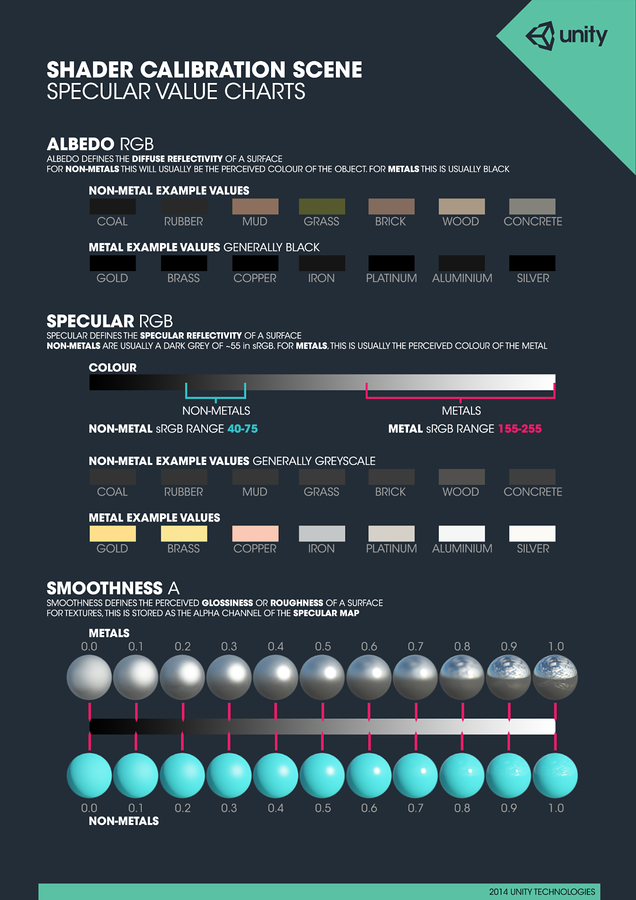 unity
SHADER CALIBRATION SCENE
SPECULAR VALUE CHARTS
ALBEDO RGB
ALBEDO DEFINES THE DIFFUSE REFLECTIVITY OF A SURFACE
FOR NON-METALS THIS WILL USUALLY BE THE PERCEIVED COLOUR OF THE OBJECT. FOR METALS THIS IS USUALLY BLACK
NON-METAL EXAMPLE VALUES
COAL RUBBER MUD GRASS BRICK WOOD CONCRETE
METAL EXAMPLE VALUES GENERALLY BLACK
GOLD BRASS COPPER IRON PLATINUM ALUMINIUM SILVER
SPECULAR RGB
SPECULAR DEFINES THE SPECULAR REFLECTIVITY OF A SURFACE
NON-METALS ARE USUALLY A DARK GREY OF ~55 in sRGB. FOR METALS, THIS IS USUALLY THE PERCEIVED COLOUR OF THE METAL
COLOUR
NON-METALS METALS
NON-METAL sRGB RANGE 40-75 METAL sRGB RANGE 155-255
NON-METAL EXAMPLE VALUES GENERALLY GREYSCALE
COAL RUBBER MUD GRASS BRICK WOOD CONCRETE
METAL EXAMPLE VALUES
GOLD BRASS COPPER IRON PLATINUM ALUMINIUM SILVER
SMOOTHNESS A
SMOOTHNESS DEFINES THE PERCEIVED GLOSSINESS OR ROUGHNESS OF A SURFACE
FOR TEXTURES, THIS IS STORED AS THE ALPHA CHANNEL OF THE SPECULAR MAP
METALS
0.0 0.1 0.2 0.3 0.4 0.5 0.6 0.7 0.8 0.9 1.0
0.0 0.1 0.2 0.3 0.4 0.5 0.6 0.7 0.8 0.9 1.0
NON-METALS
2014 UNITY TECHNOLOGIES